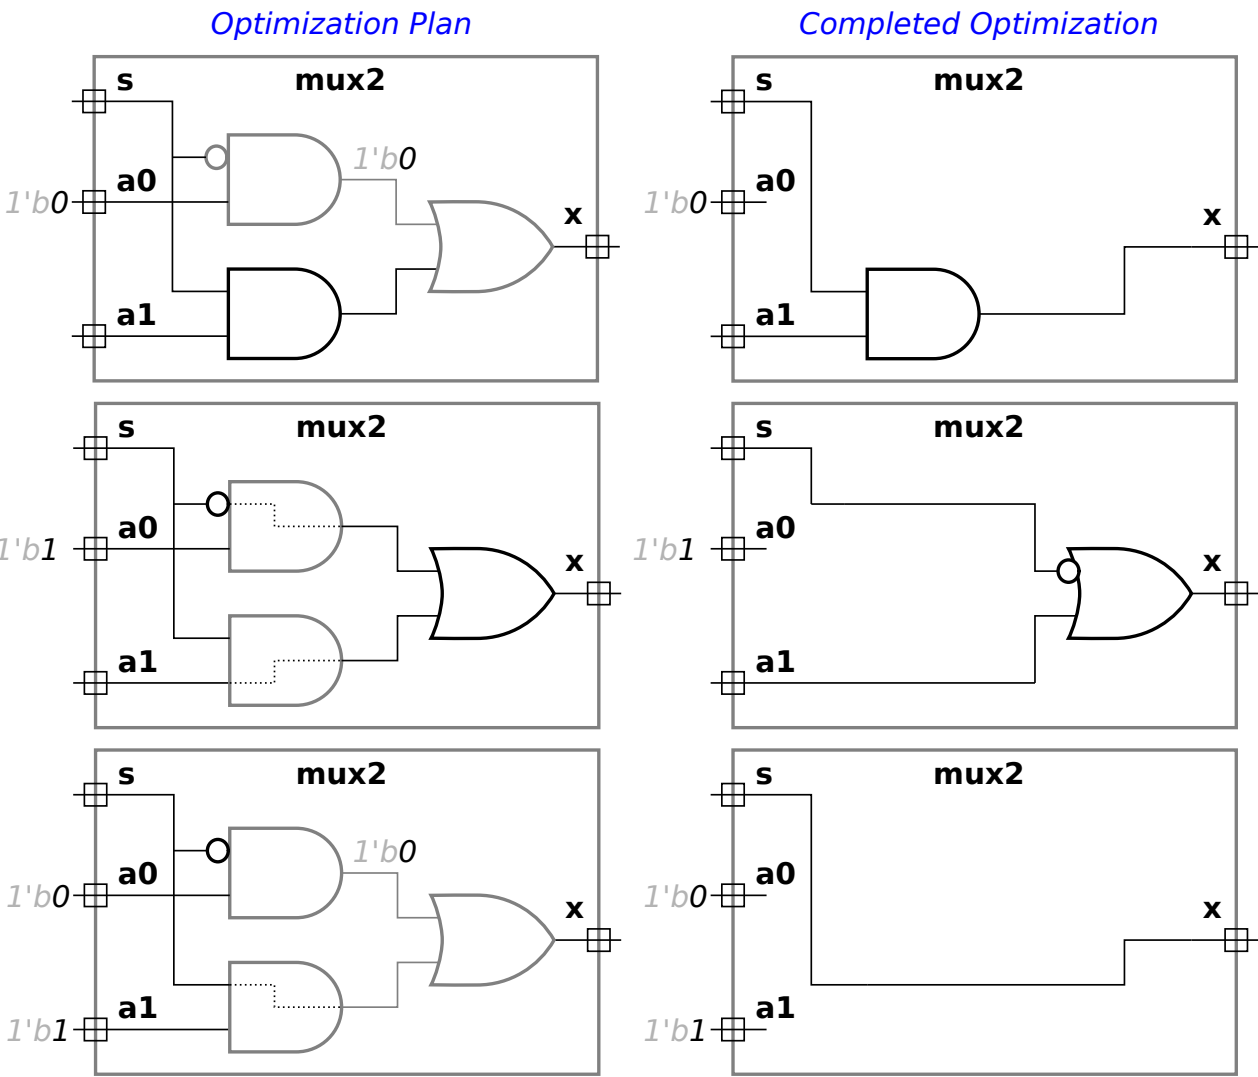 Optimization Plan
Completed Optimization
s mux2
1'b0
1'b0 a0
x
a1
s mux2
1'b0 a0
x
a1
s mux2
1'b1 a0
x
a1
s mux2
1'b1 a0
x
a1
s mux2
1'b0
1'b0 a0
x
1'b1 a1
s mux2
1'b0 a0
x
1'b1 a1